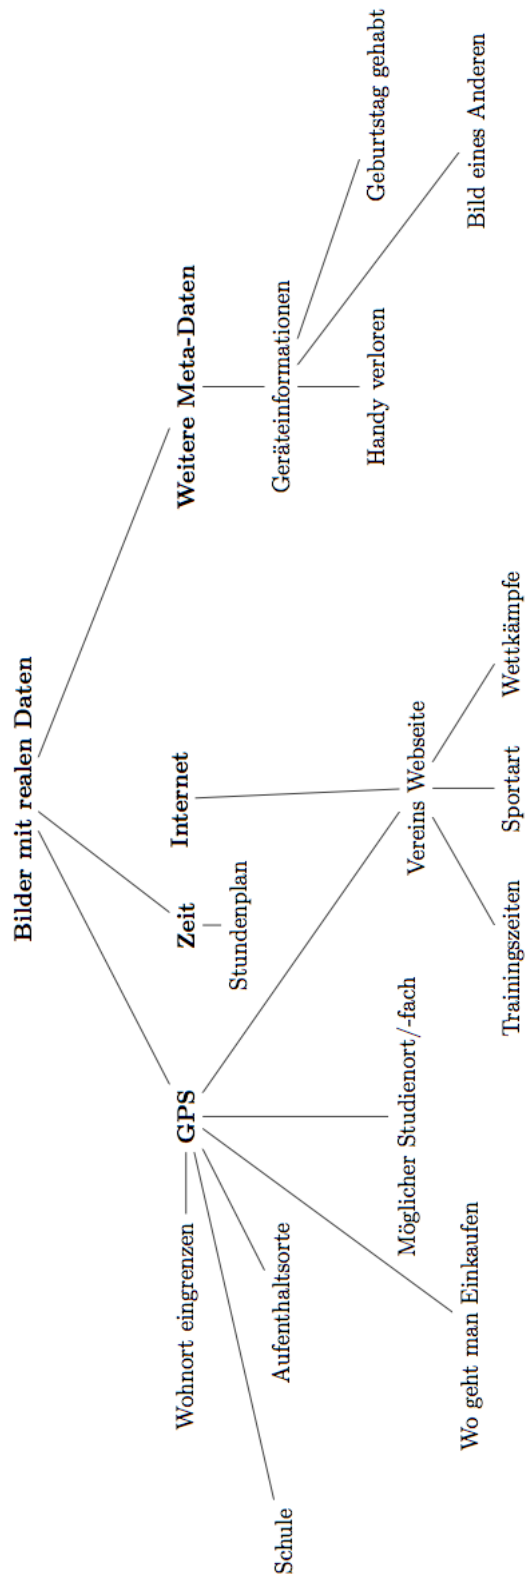 Bilder mit realen Daten
GPS
Zeit
Internet
Weitere Meta-Daten
Wohnort eingrenzen
Stundenplan
Schule
Aufenthaltsorte
Geräteinformationen
Möglicher Studienort/-fach
Vereins Webseite
Handy verloren
Geburtstag gehabt
Wo geht man Einkaufen
Bild eines Anderen
Trainingszeiten
Sportart
Wettkämpfe